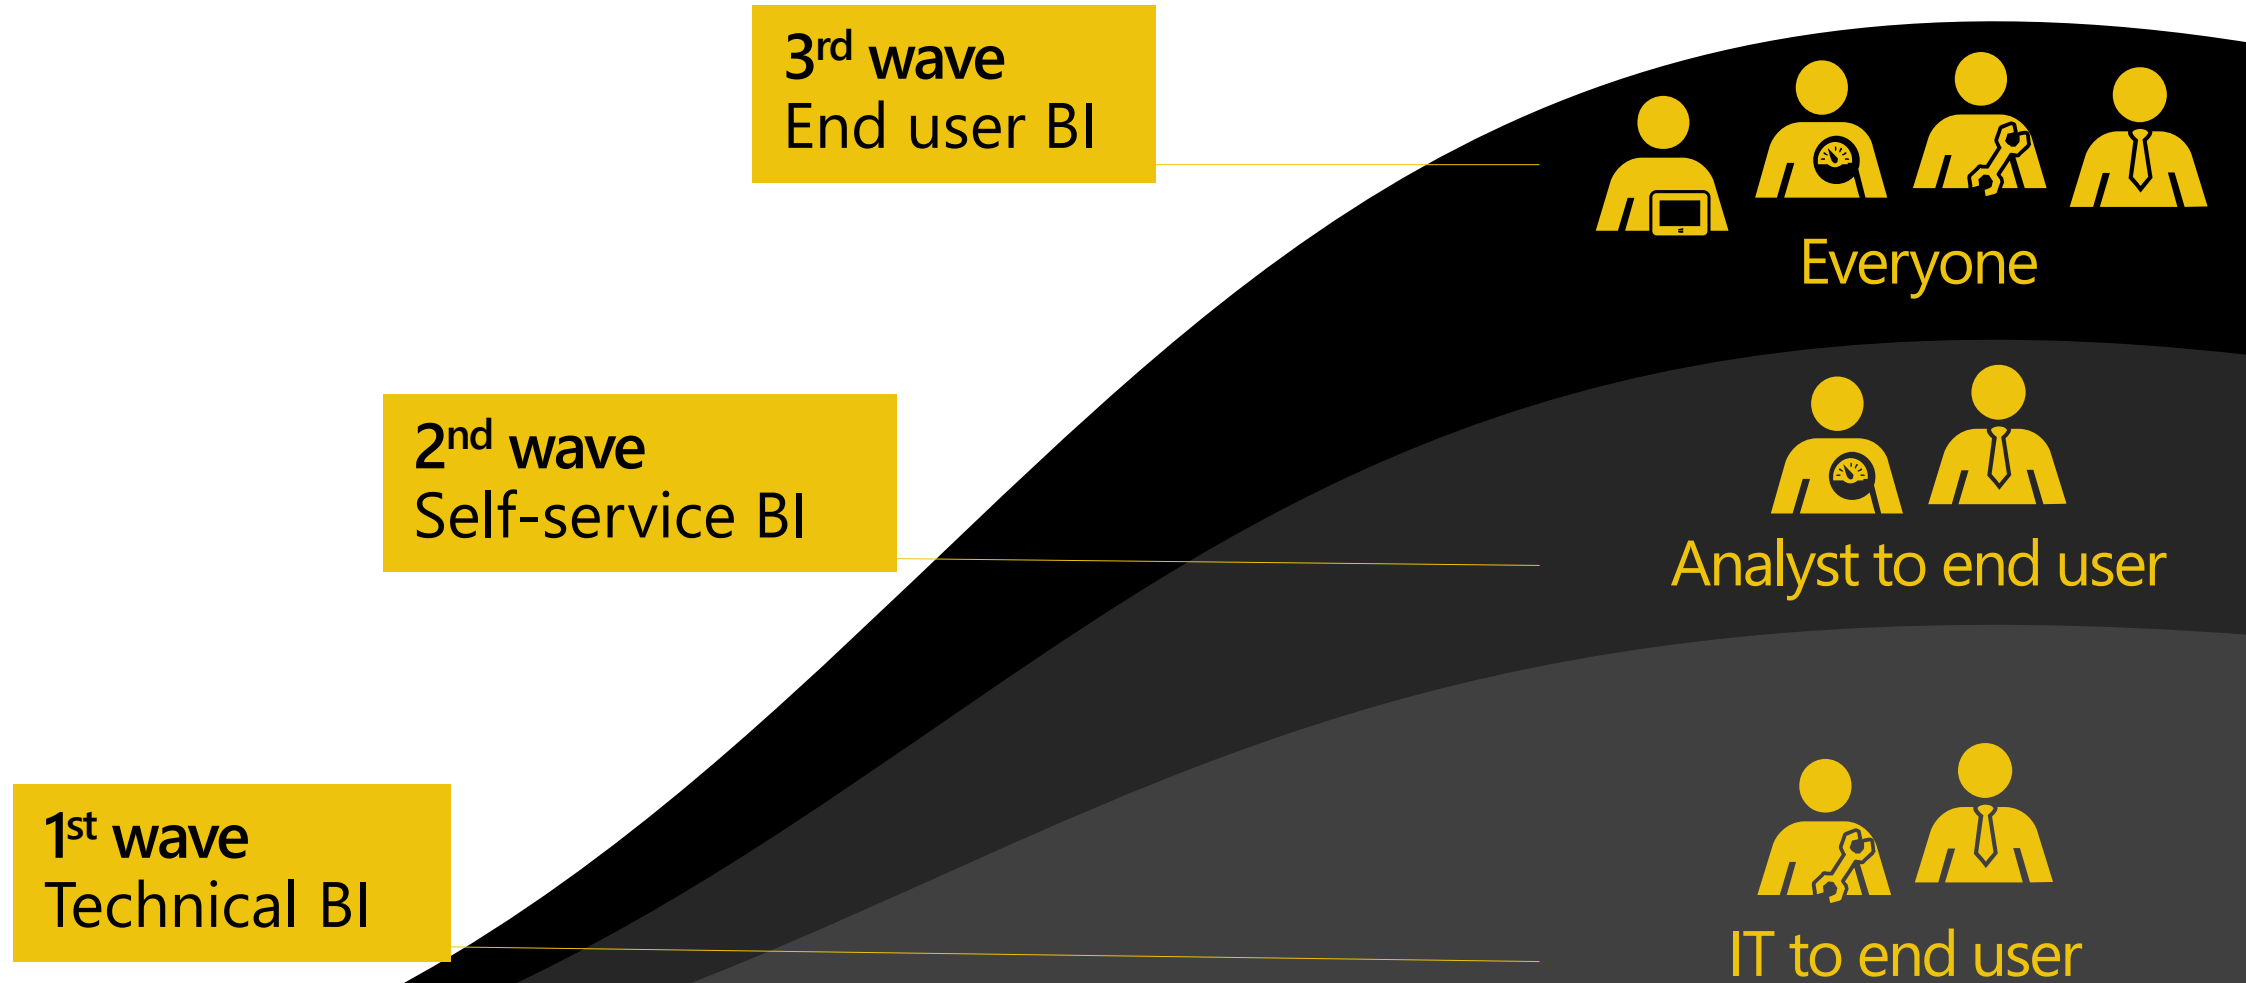 3rd wave
End user BI
Everyone
2nd wave
Self-service BI
Analyst to end user
1st wave
Technical BI
IT to end user